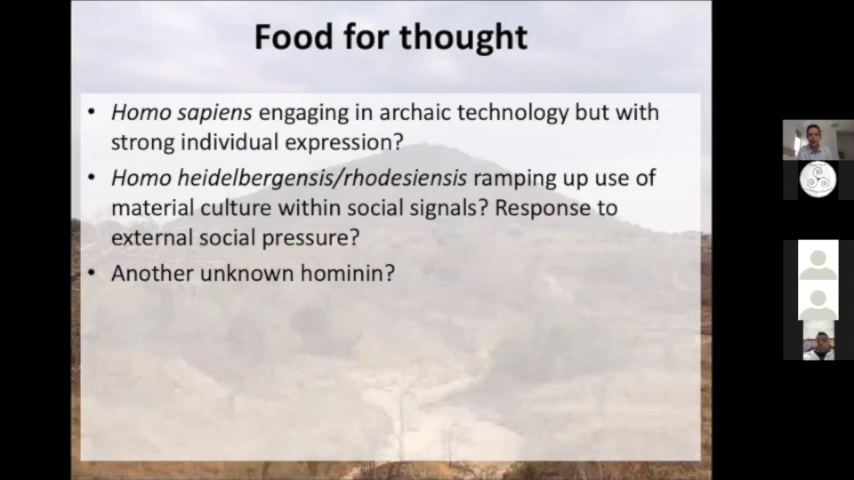 Food for thought
• Homo sapiens engaging in archaic technology but with
strong individual expression?
• Homo heidelbergensis/rhodesiensis ramping up use of
material culture within social signals? Response to
external social pressure?
• Another unknown hominin?